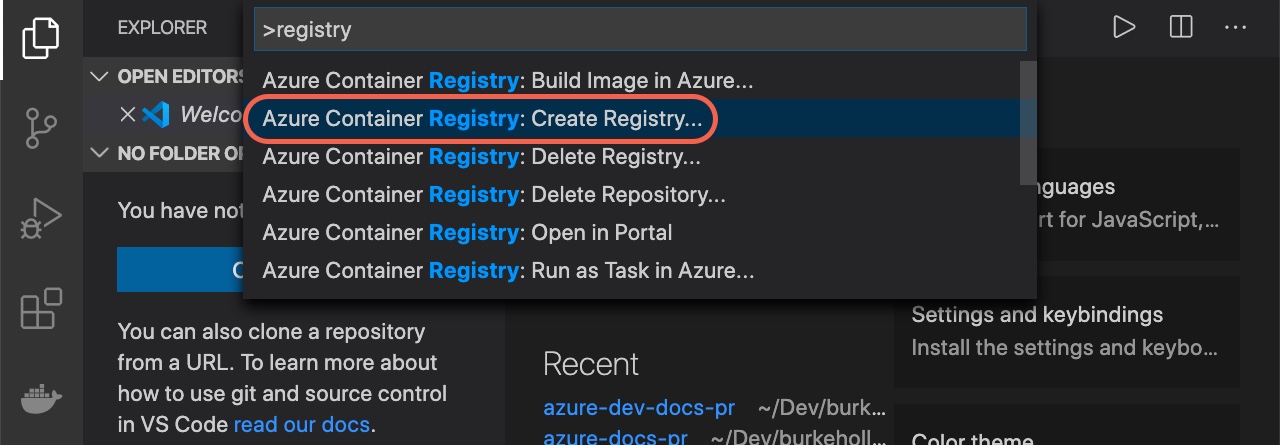 EXPLORER
>registry
OPEN EDITORS
Azure Container Registry: Build Image in Azure...
Azure Container Registry: Create Registry...
Azure Container Registry: Delete Registry...
Azure Container Registry: Delete Repository...
Azure Container Registry: Open in Portal
Azure Container Registry: Run as Task in Azure...
Welco
NO FOLDER OP
You have not
You can also clone a repository
from a URL. To learn more about
how to use git and source control
in VS Code read our docs.
Recent
azure-dev-docs-pr ~/Dev/burk...
azure-docs-pr ~/Dev/burkeholl...
nguages
rt for JavaScript,...
Settings and keybindings
Install the settings and keybo...
Color theme